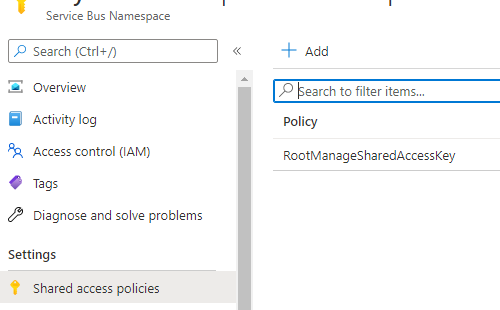 Service Bus Namespace
Search (Ctrl+/)
«
Overview
Activity log
Access control (IAM)
Tags
Diagnose and solve problems
Settings
Shared access policies
+ Add
Search to filter items...
Policy
RootManageSharedAccessKey